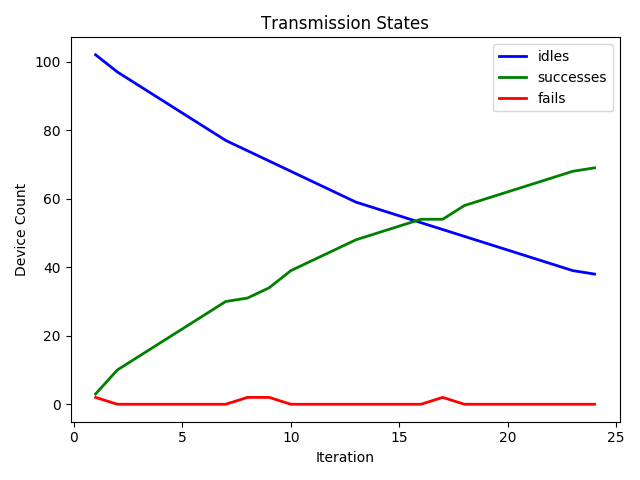 Transmission States
idles
successes
fails
Device Count
100
80
60
40
20
0
0 5 10 15 20 25
Iteration